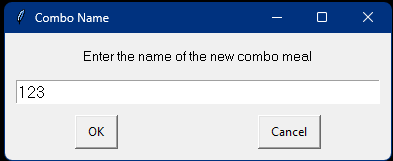 Combo Name
Enter the name of the new combo meal
123
OK Cancel